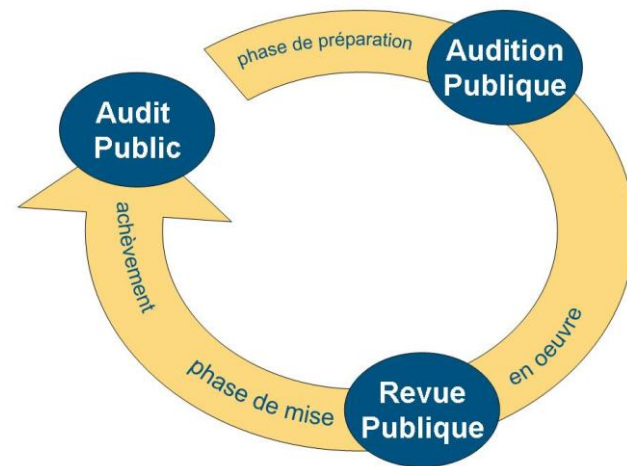 phase de préparation
Audition
Publique
Audit
Public
achèvement
en oeuvre
phase de mise
Revue
Publique